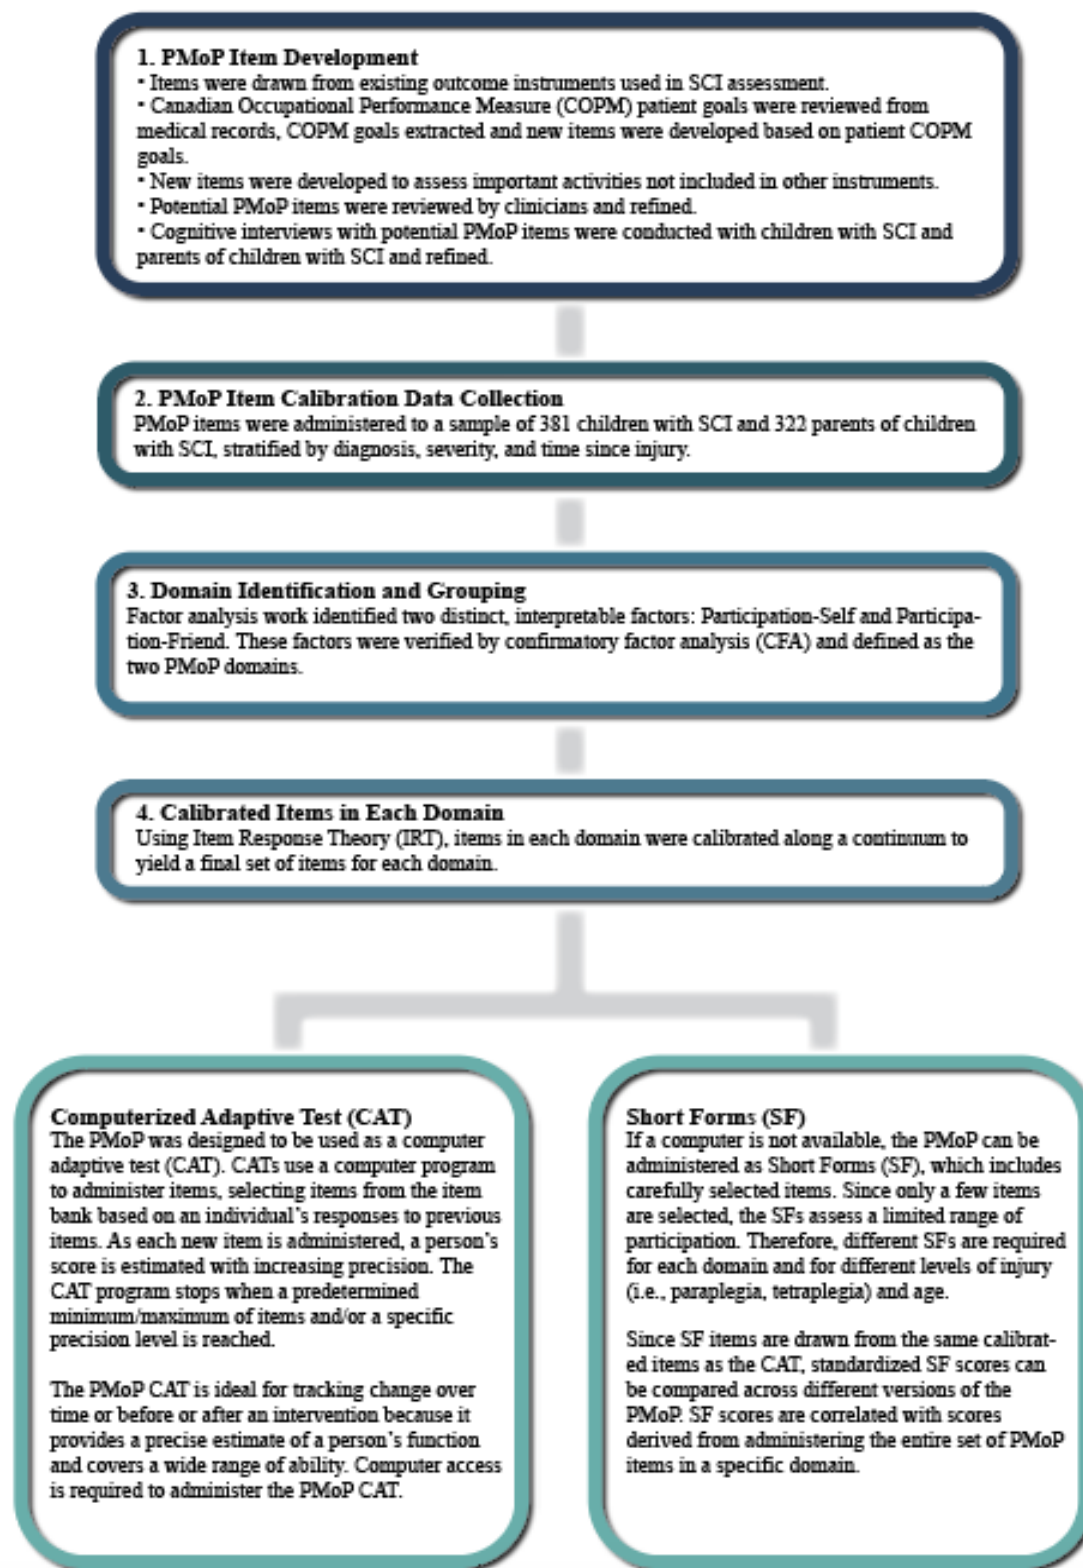 1. PMoP Item Development
• Items were drawn from existing outcome instruments used in SCI assessment.
• Canadian Occupational Performance Measure (COPM) patient goals were reviewed from
medical records, COPM goals extracted and new items were developed based on patient COPM
goals.
• New items were developed to assess important activities not included in other instruments.
• Potential PMoP items were reviewed by clinicians and refined.
• Cognitive interviews with potential PMoP items were conducted with children with SCI and
parents of children with SCI and refined.
2. PMoP Item Calibration Data Collection
PMoP items were administered to a sample of 381 children with SCI and 322 parents of children
with SCI, stratified by diagnosis, severity, and time since injury.
3. Domain Identification and Grouping
Factor analysis work identified two distinct, interpretable factors: Participation-Self and Participa-
tion-Friend. These factors were verified by confirmatory factor analysis (CFA) and defined as the
two PMoP domains.
4. Calibrated Items in Each Domain
Using Item Response Theory (IRT), items in each domain were calibrated along a continuum to
yield a final set of items for each domain.
Computerized Adaptive Test (CAT)
The PMoP was designed to be used as a computer
adaptive test (CAT). CATs use a computer program
to administer items, selecting items from the item
bank based on an individual's responses to previous
items. As each new item is administered, a person's
score is estimated with increasing precision. The
CAT program stops when a predetermined
minimum/maximum of items and/or a specific
precision level is reached.
The PMoP CAT is ideal for tracking change over
time or before or after an intervention because it
provides a precise estimate of a person's function
and covers a wide range of ability. Computer access
is required to administer the PMoP CAT.
Short Forms (SF)
If a computer is not available, the PMoP can be
administered as Short Forms (SF), which includes
carefully selected items. Since only a few items
are selected, the SFs assess a limited range of
participation. Therefore, different SFs are required
for each domain and for different levels of injury
(i.e., paraplegia, tetraplegia) and age.
Since SF items are drawn from the same calibrat-
ed items as the CAT, standardized SF scores can
be compared across different versions of the
PMoP. SF scores are correlated with scores
derived from administering the entire set of PMoP
items in a specific domain.